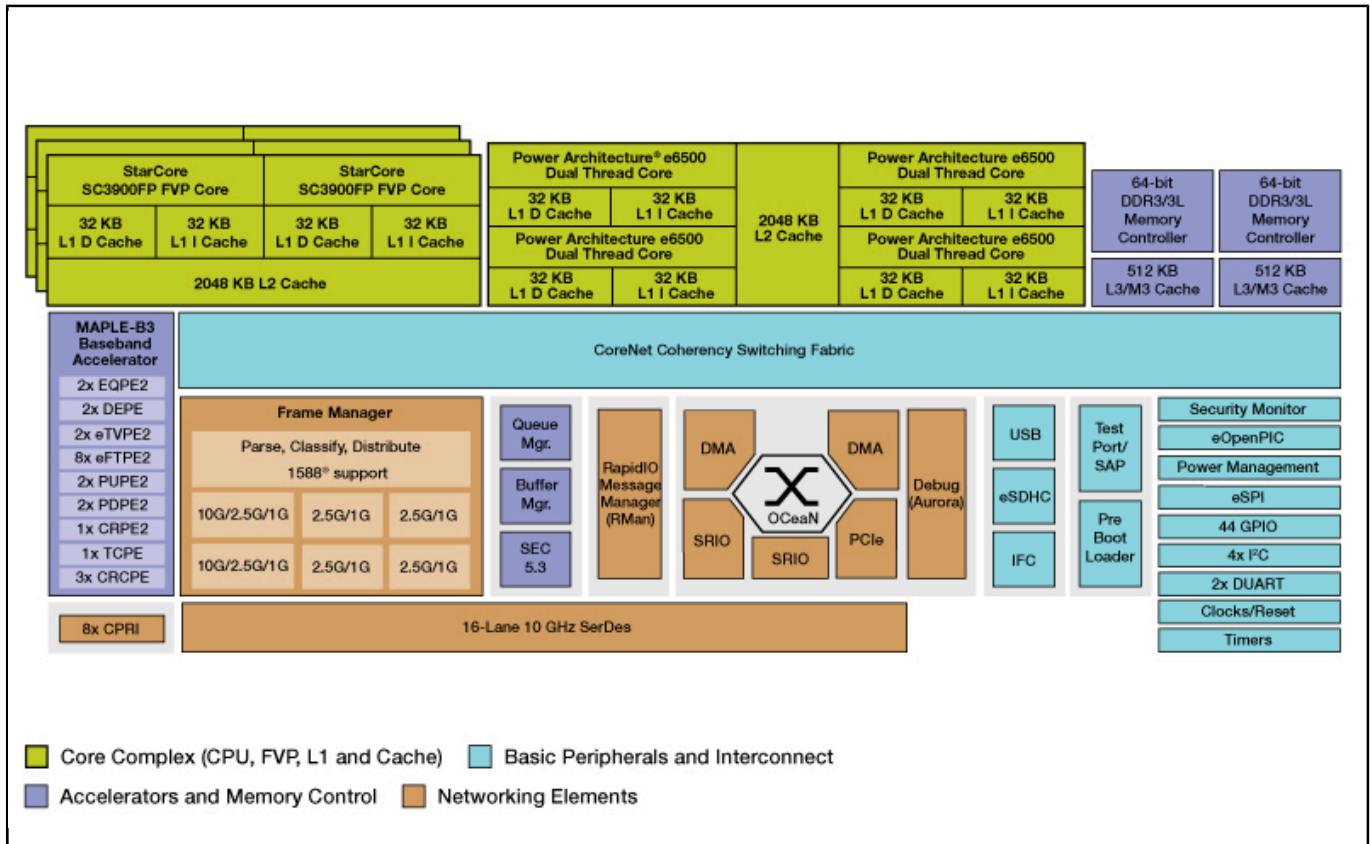 StarCore
SC3900FP FVP Core
StarCore
SC3900FP FVP Core
32 KB
L1 D Cache
32 KB
L1 I Cache
32 KB
L1 D Cache
32 KB
L1 I Cache
2048 KB L2 Cache
Power Architecture® e6500
Dual Thread Core
32 KB
L1 D Cache
32 KB
L1 I Cache
Power Architecture e6500
Dual Thread Core
32 KB
L1 D Cache
32 KB
L1 I Cache
2048 KB
L2 Cache
Power Architecture e6500
Dual Thread Core
32 KB
L1 D Cache
32 KB
L1 I Cache
Power Architecture e6500
Dual Thread Core
32 KB
L1 D Cache
32 KB
L1 I Cache
64-bit
DDR3/3L
Memory
Controller
64-bit
DDR3/3L
Memory
Controller
512 KB
L3/M3 Cache
512 KB
L3/M3 Cache
MAPLE-B3
Baseband
Accelerator
2x EQPE2
2x DEPE
2x eTVPE2
8x eFTPE2
2x PUPE2
2x PDPE2
1x CRPE2
1x TCPE
3x CRCPE
8x CPRI
CoreNet Coherency Switching Fabric
Frame Manager
Parse, Classify, Distribute
1588® support
10G/2.5G/1G
2.5G/1G
2.5G/1G
10G/2.5G/1G
2.5G/1G
2.5G/1G
Queue
Mgr.
Buffer
Mgr.
SEC
5.3
RapidIO
Message
Manager
(RMan)
DMA
DMA
OCeaN
SRIO
SRIO
PCIe
Debug
(Aurora)
USB
eSDHC
IFC
Test
Port/
SAP
Pre
Boot
Loader
Security Monitor
eOpenPIC
Power Management
eSPI
44 GPIO
4x I²C
2x DUART
Clocks/Reset
Timers
16-Lane 10 GHz SerDes
Core Complex (CPU, FVP, L1 and Cache)
Basic Peripherals and Interconnect
Accelerators and Memory Control
Networking Elements